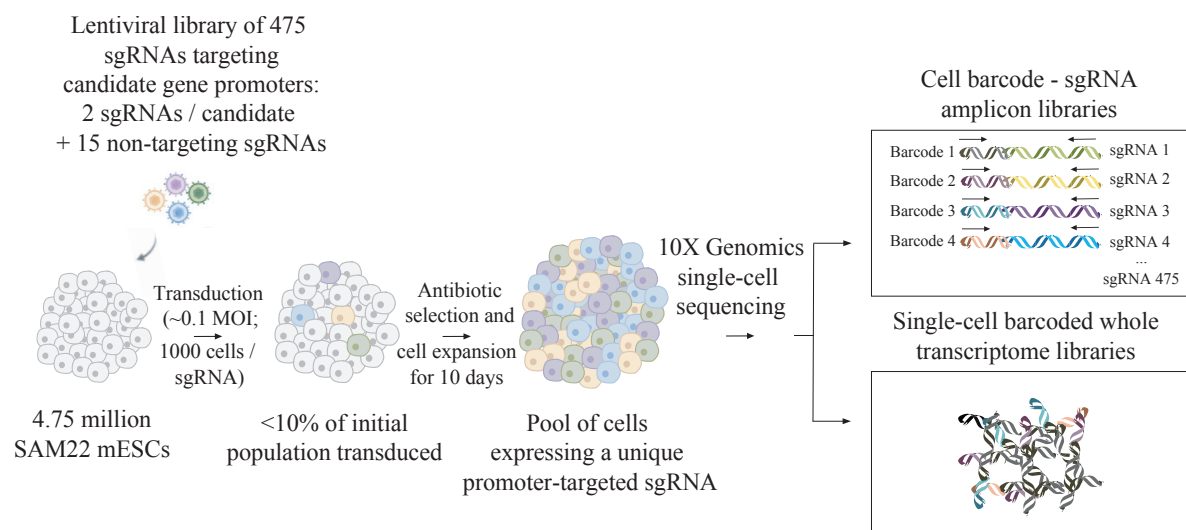 Lentiviral library of 475
sgRNAs targeting
candidate gene promoters:
2 sgRNAs / candidate
+ 15 non-targeting sgRNAs
4.75 million
SAM22 mESCs
Transduction
(~0.1 MOI;
1000 cells /
sgRNA)
<10% of initial
population transduced
Antibiotic
selection and
cell expansion
for 10 days
Pool of cells
expressing a unique
promoter-targeted sgRNA
10X Genomics
single-cell
sequencing
Cell barcode - sgRNA
amplicon libraries
Barcode 1 sgRNA 1
Barcode 2 sgRNA 2
Barcode 3 sgRNA 3
Barcode 4 sgRNA 4
...
sgRNA 475
Single-cell barcoded whole
transcriptome libraries